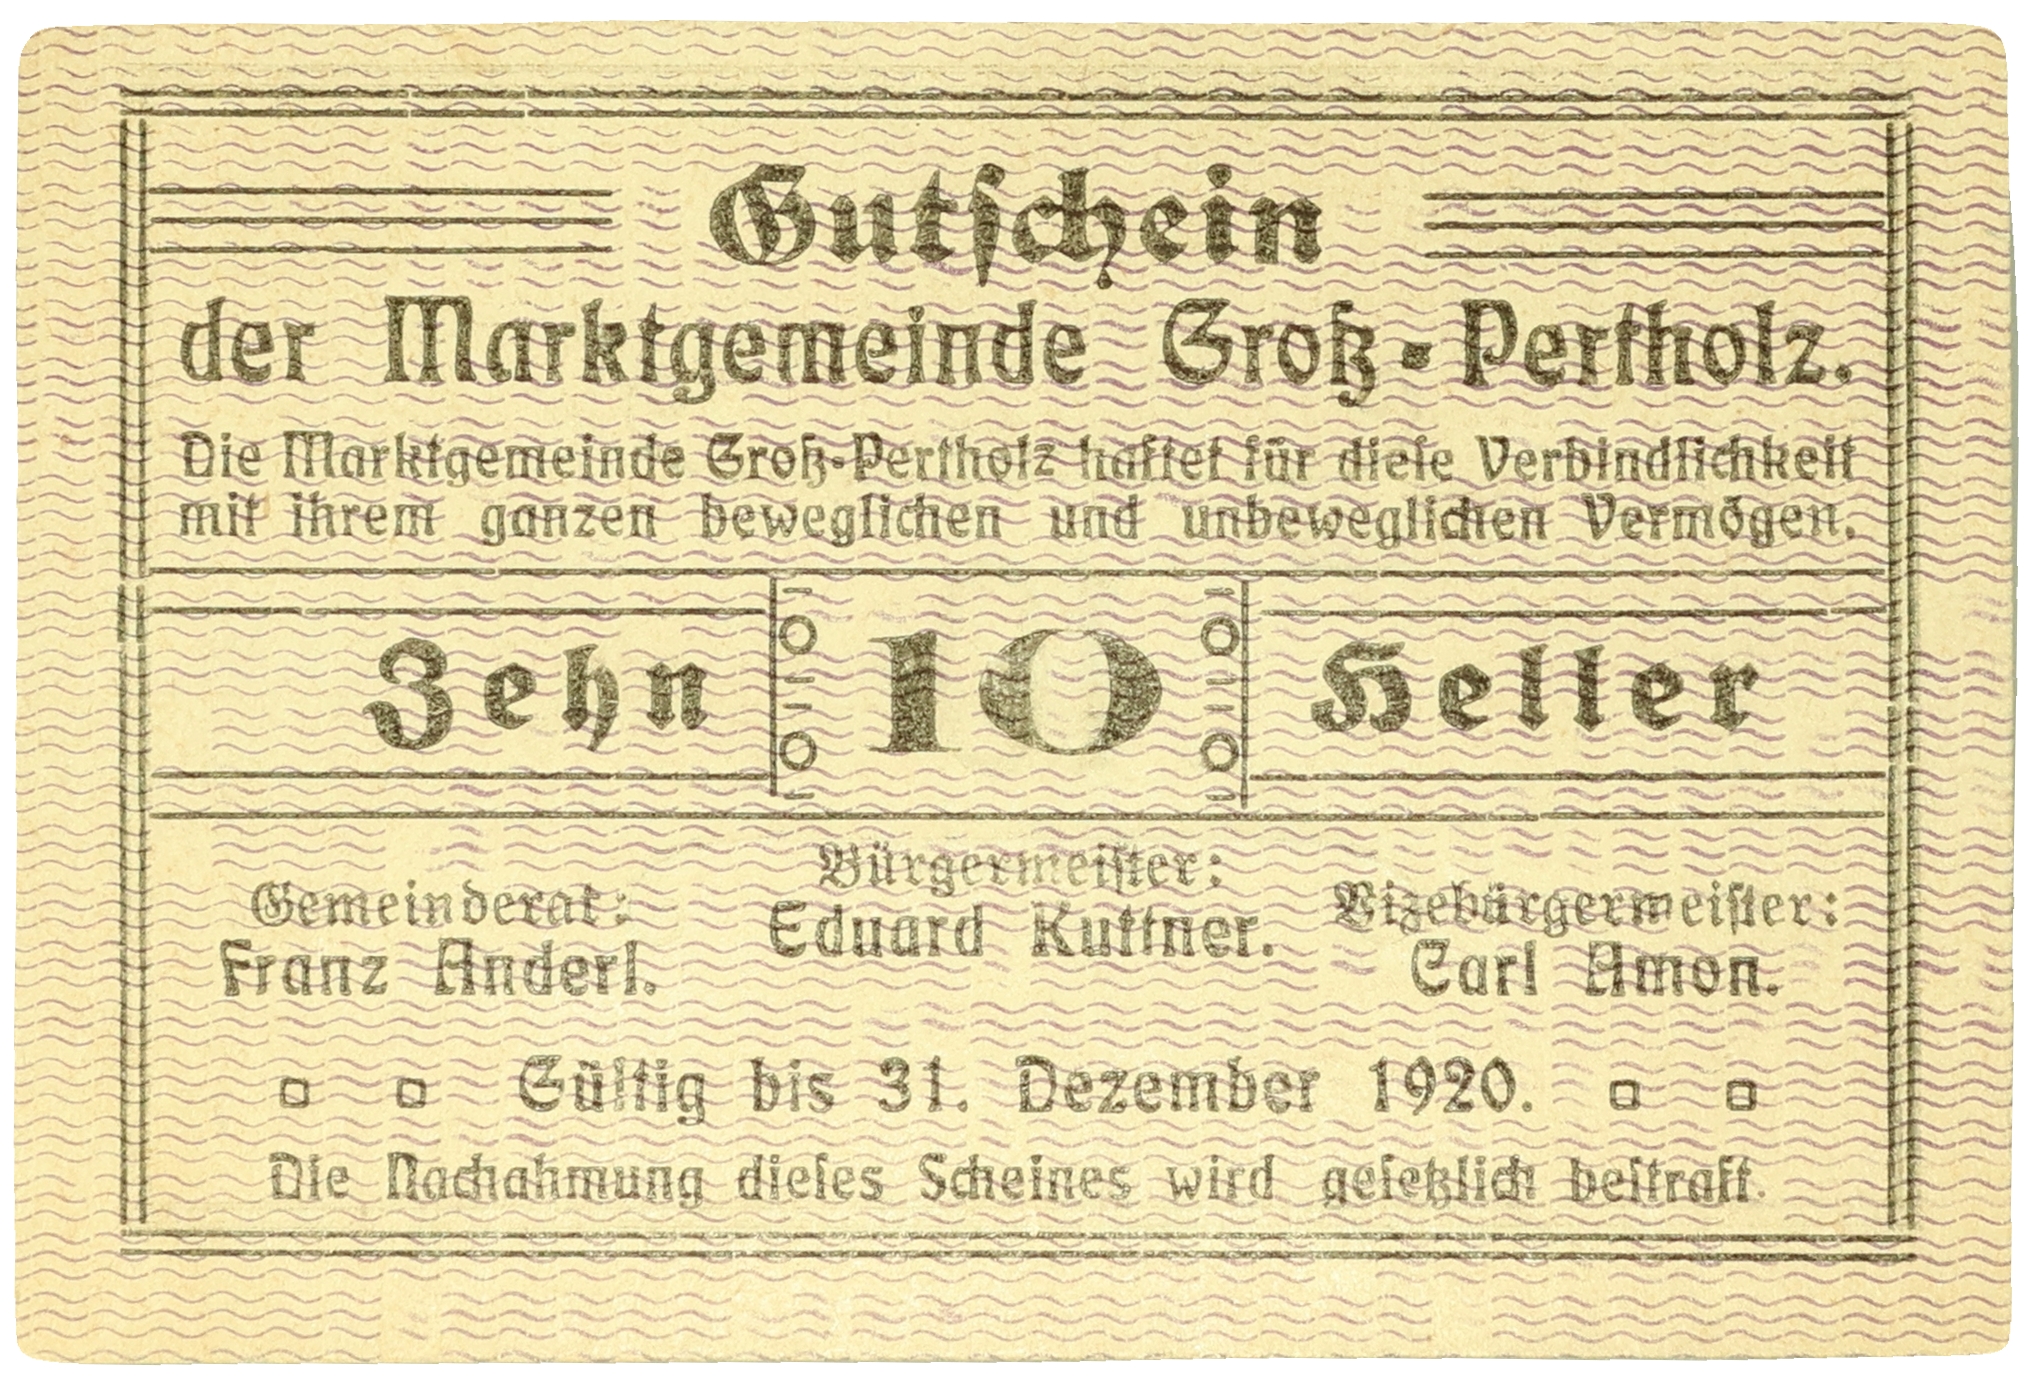 Gutschein
der Marktgemeinde Groß-Pertholz.
Die Marktgemeinde Groß-Pertholz haftet für diese Verbindlichkeit
mit ihrem ganzen beweglichen und unbeweglichen Vermögen.
Zehn 10 Heller
Bürgermeister:
Eduard Kuttner.
Gemeinderat:
Franz Anderl.
Vizebürgermeister:
Carl Amon.
Gültig bis 31. Dezember 1920.
Die Nachahmung dieses Scheines wird gesetzlich bestraft.